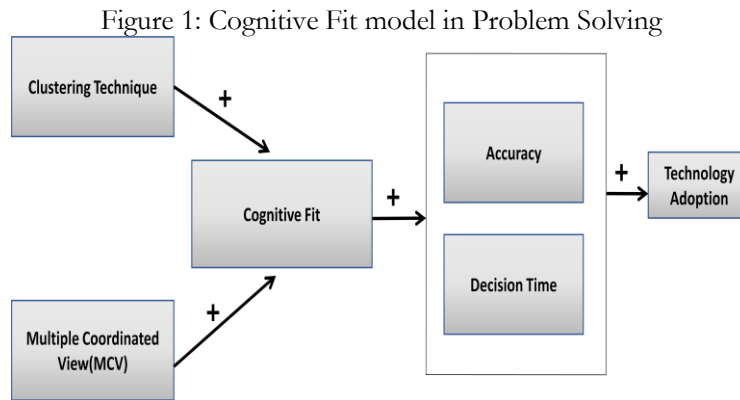 Figure 1: Cognitive Fit model in Problem Solving
Clustering Technique
+
+
Cognitive Fit
+
Accuracy
Decision Time
+
Technology
Adoption
Multiple Coordinated
View(MCV)